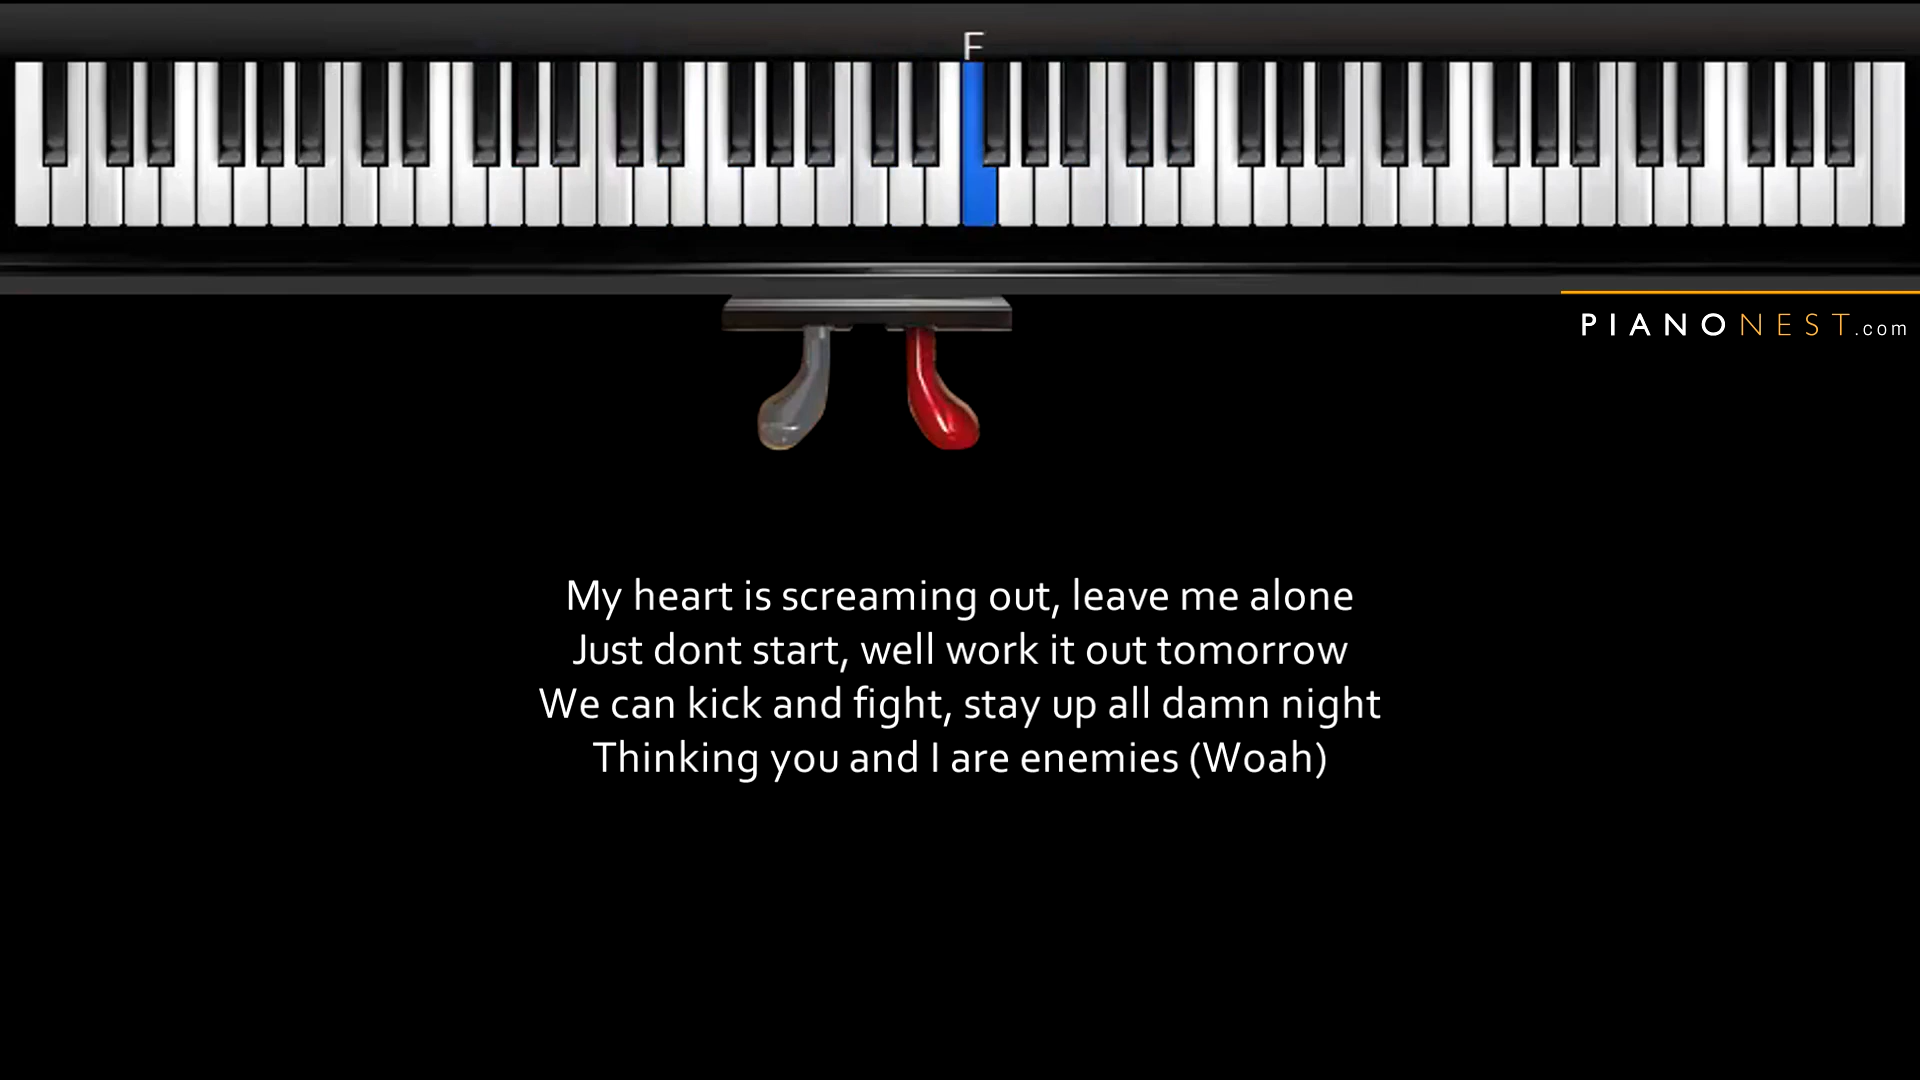 F
PIANONEST.com
My heart is screaming out, leave me alone
Just dont start, well work it out tomorrow
We can kick and fight, stay up all damn night
Thinking you and I are enemies (Woah)